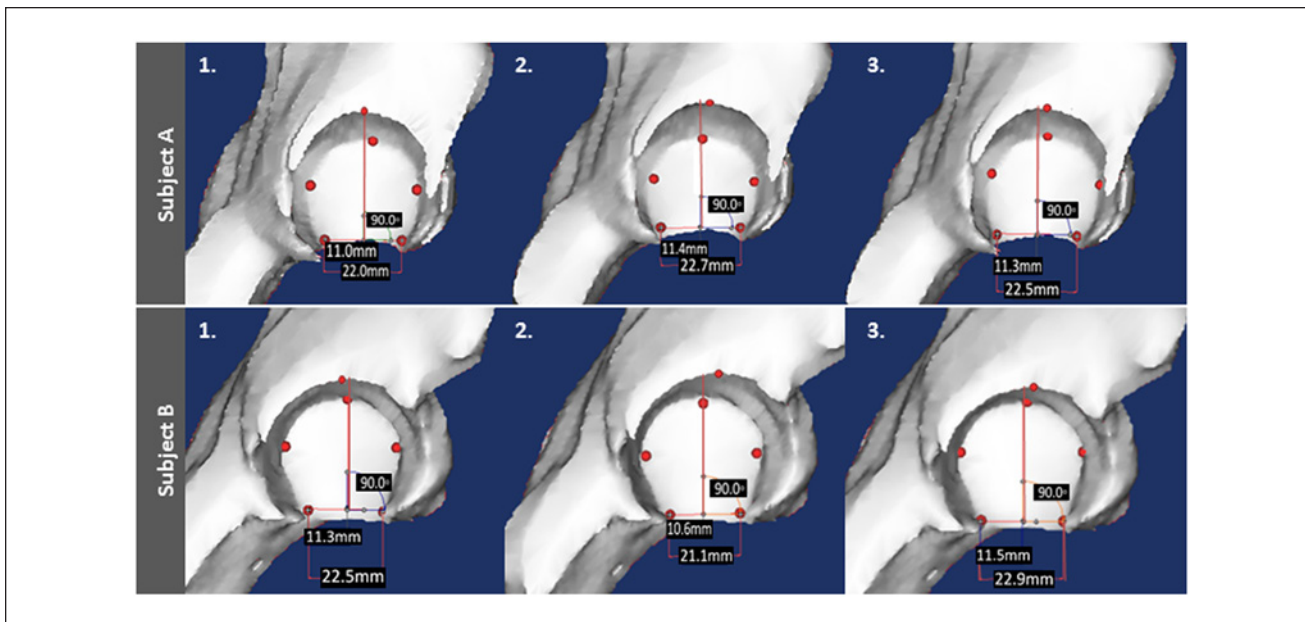 Subject A
1.
90.0°
11.0mm
22.0mm
2.
90.0°
11.4mm
22.7mm
3.
90.0°
11.3mm
22.5mm
Subject B
1.
90.0°
11.3mm
22.5mm
2.
90.0°
10.6mm
21.1mm
3.
90.0°
11.5mm
22.9mm